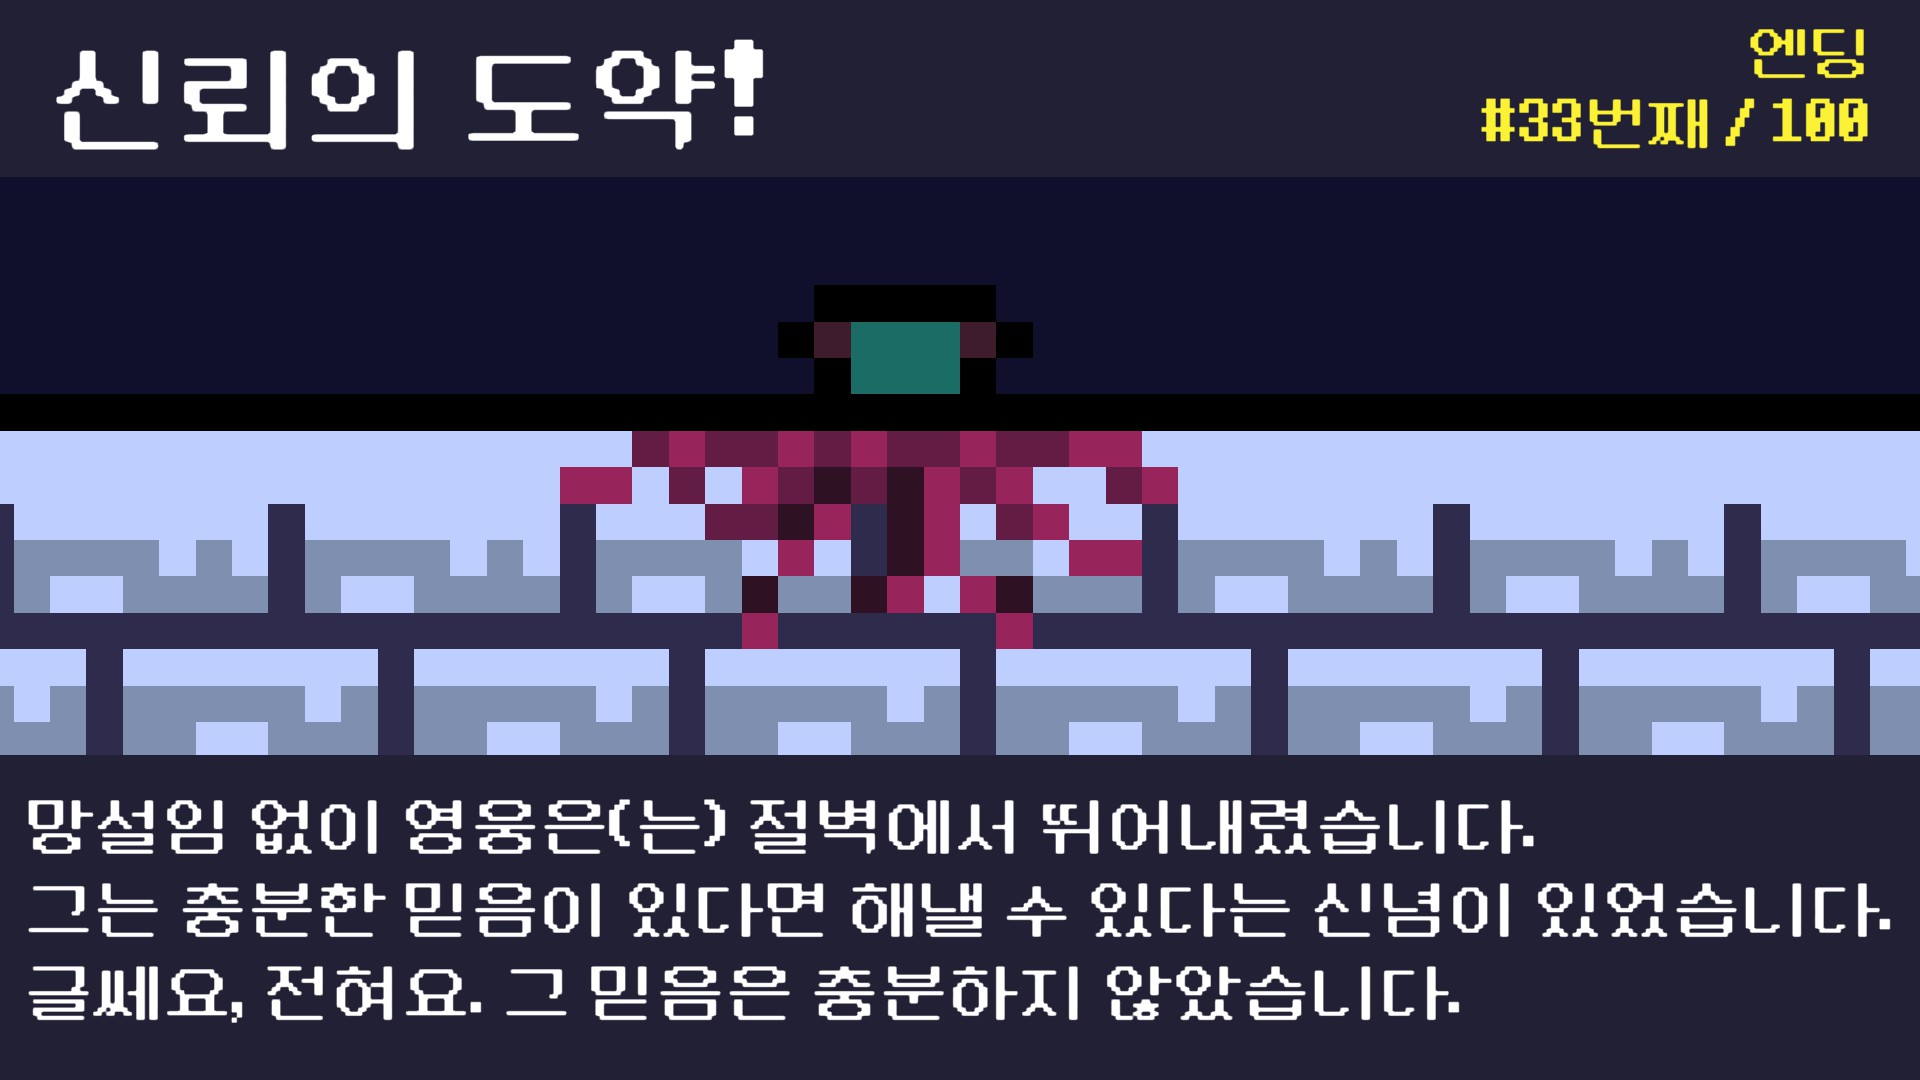 신뢰의 도약!
엔딩
#33번째 / 100
망설임 없이 영웅은(는) 절벽에서 뛰어내렸습니다.
그는 충분한 믿음이 있다면 해낼 수 있다는 신념이 있었습니다.
글쎄요, 전혀요. 그 믿음은 충분하지 않았습니다.